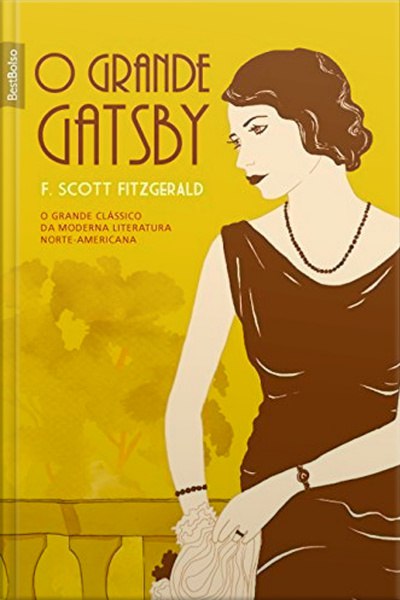 BestBolso
O GRANDE
GATSBY
F. SCOTT FITZGERALD
O GRANDE CLÁSSICO
DA MODERNA LITERATURA
NORTE-AMERICANA